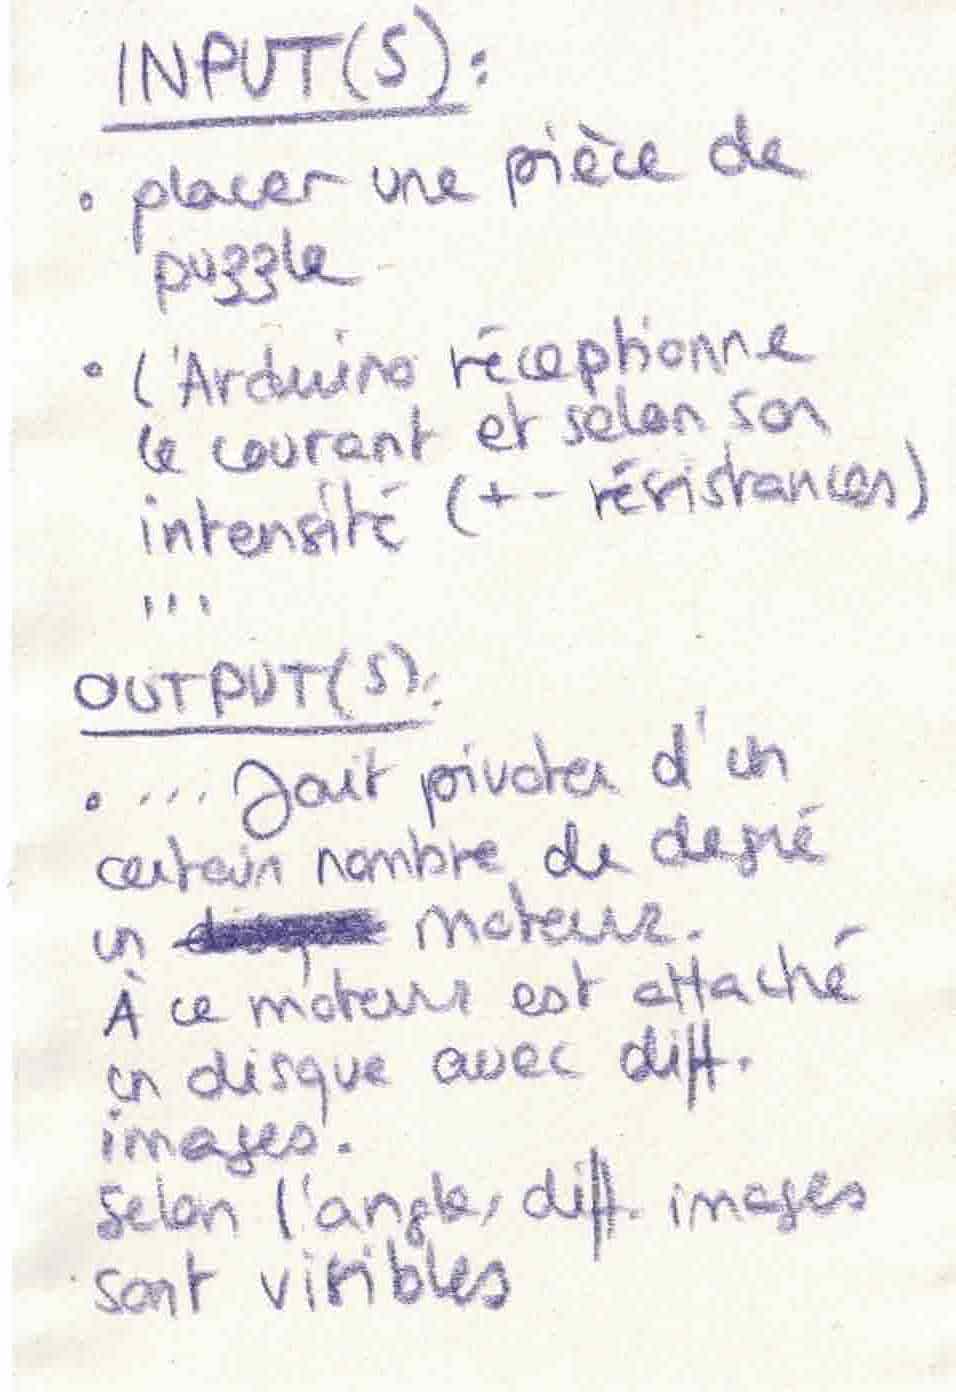 INPUT(S):
• placer une pièce de
puzzle
• l'Arduino réceptionne
le courant et selon son
intensité (+- résistances)
...
OUTPUT(S):
• ... fait pivoter d'un
certain nombre de degré
un moteur.
À ce moteur est attaché
un disque avec diff.
images.
Selon l'angle, diff. images
sont visibles